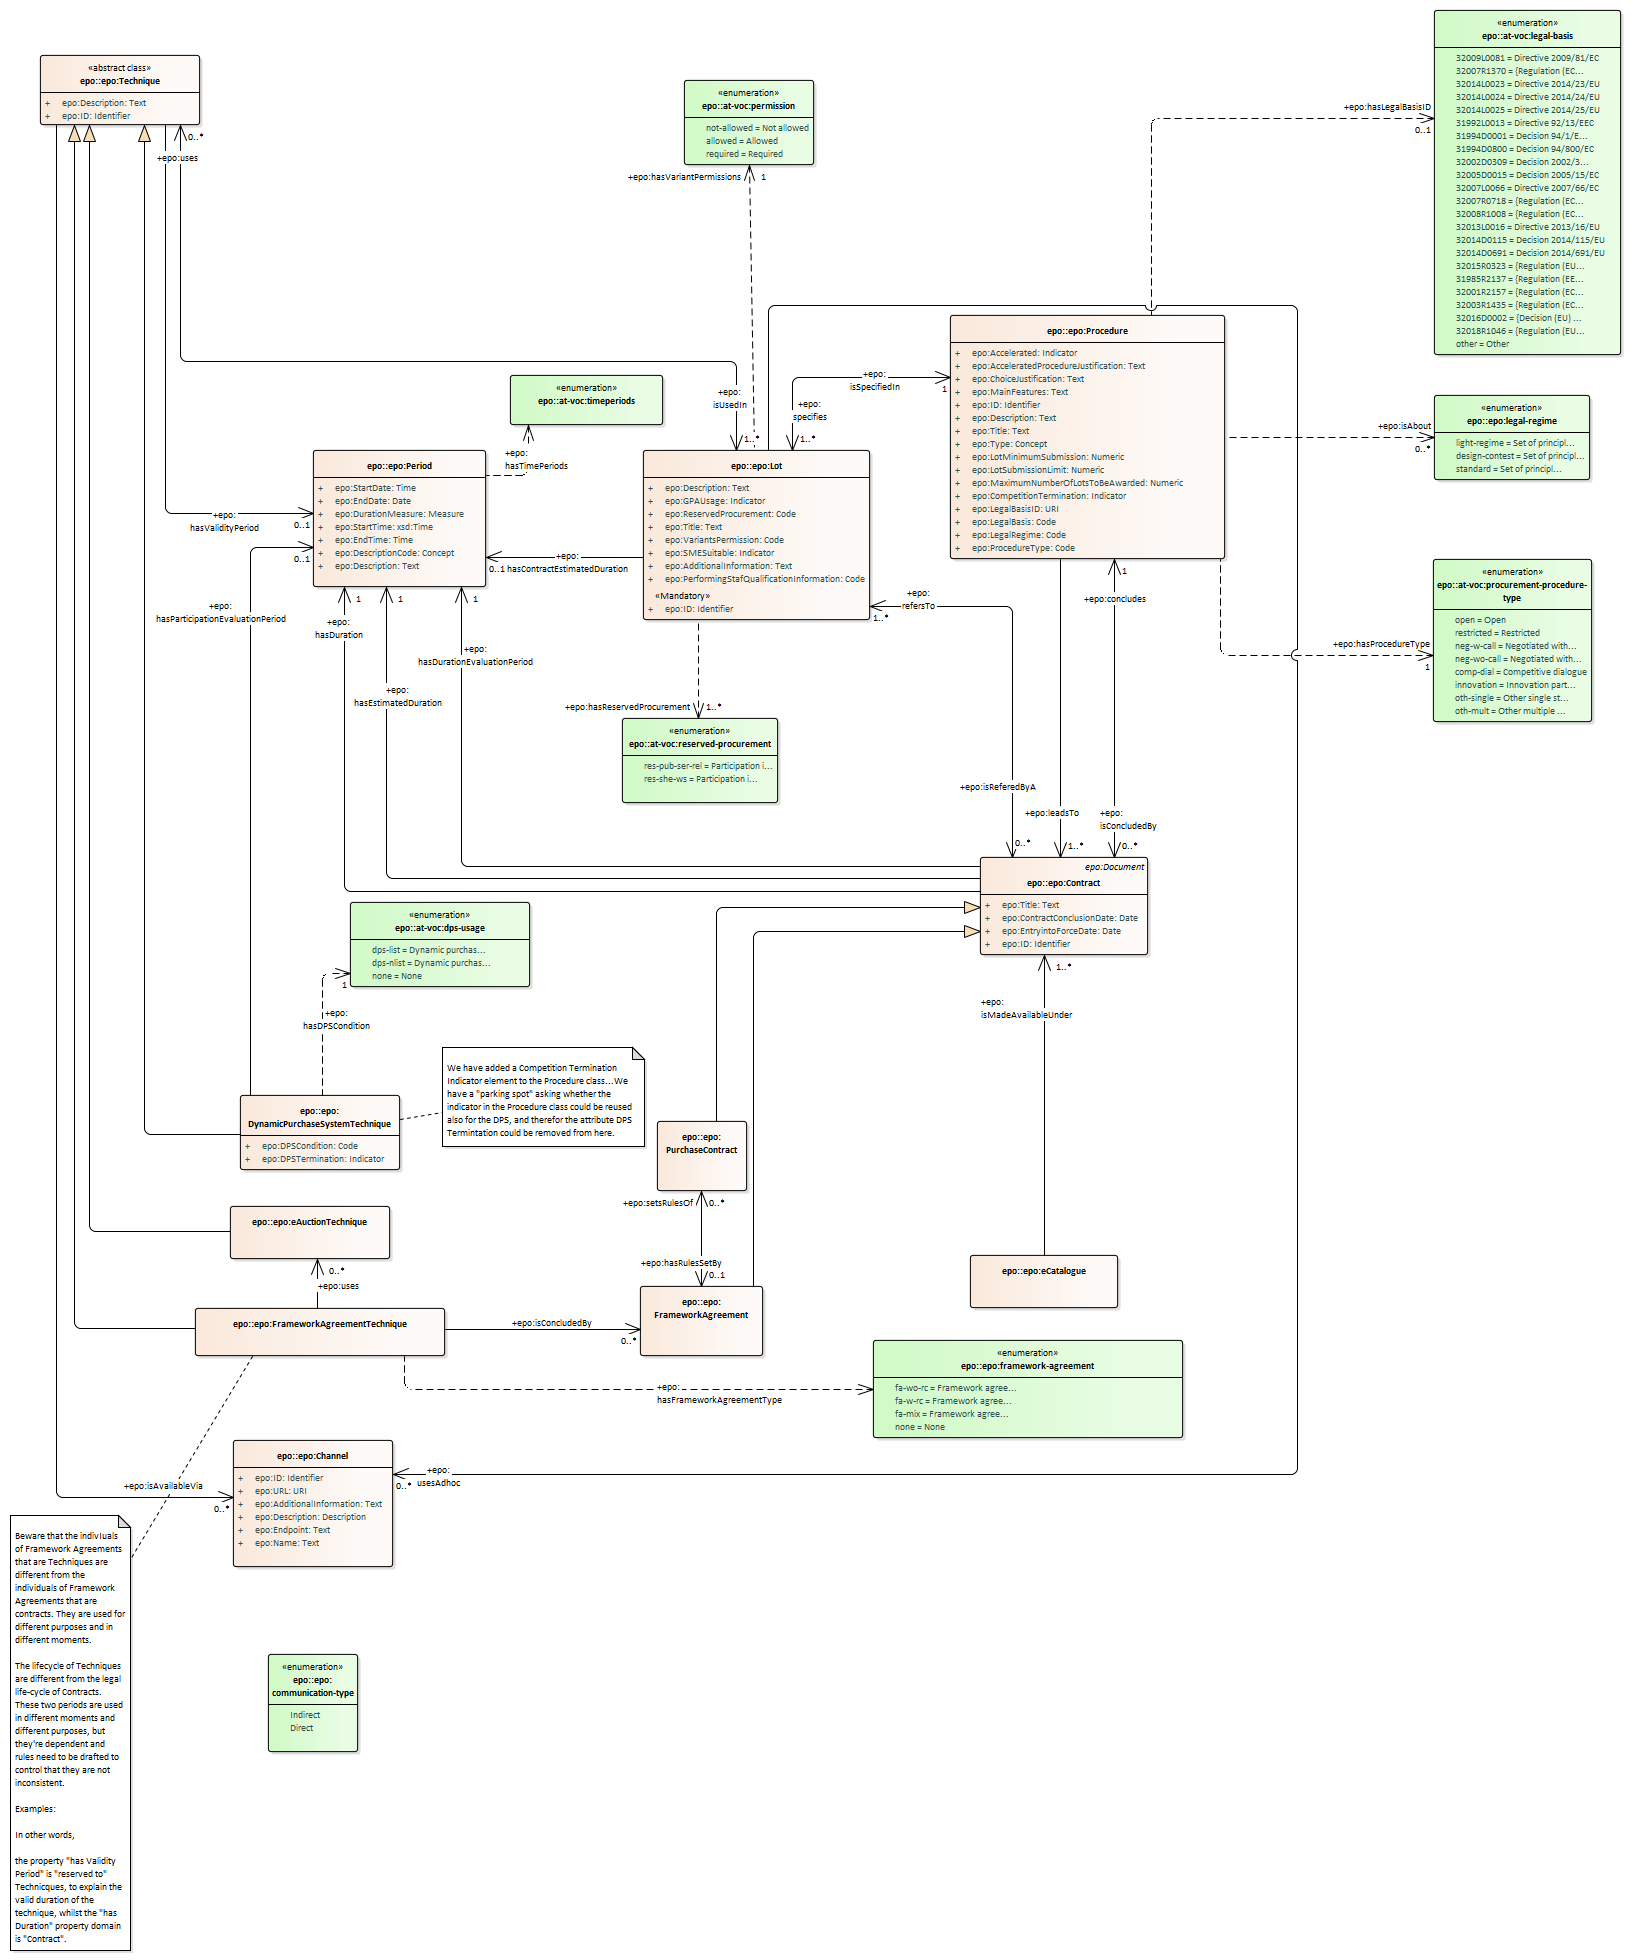 «abstract class»
epo::epo:Technique
+ epo:Description: Text
+ epo:ID: Identifier
0..*
+epo:uses
«enumeration»
epo::at-voc:permission
not-allowed = Not allowed
allowed = Allowed
required = Required
+epo:hasVariantPermissions
1
«enumeration»
epo::at-voc:legal-basis
32009L0081 = Directive 2009/81/EC
32007R1370 = {Regulation (EC...
32014L0023 = Directive 2014/23/EU
32014L0024 = Directive 2014/24/EU
32014L0025 = Directive 2014/25/EU
31992L0013 = Directive 92/13/EEC
31994D0001 = Decision 94/1/E...
31994D0800 = Decision 94/800/EC
32002D0309 = Decision 2002/3...
32005D0015 = Decision 2005/15/EC
32007L0066 = Directive 2007/66/EC
32007R0718 = {Regulation (EC...
32008R1008 = {Regulation (EC...
32013L0016 = Directive 2013/16/EU
32014D0115 = Decision 2014/115/EU
32014D0691 = Decision 2014/691/EU
32015R0323 = {Regulation (EU...
31985R2137 = {Regulation (EE...
32001R2157 = {Regulation (EC...
32003R1435 = {Regulation (EC...
32016D0002 = {Decision (EU) ...
32018R1046 = {Regulation (EU...
other = Other
+epo:hasLegalBasisID
0..1
epo::epo:Procedure
+ epo:Accelerated: Indicator
+ epo:AcceleratedProcedureJustification: Text
+ epo:ChoiceJustification: Text
+ epo:MainFeatures: Text
+ epo:ID: Identifier
+ epo:Description: Text
+ epo:Title: Text
+ epo:Type: Concept
+ epo:LotMinimumSubmission: Numeric
+ epo:LotSubmissionLimit: Numeric
+ epo:MaximumNumberOfLotsToBeAwarded: Numeric
+ epo:CompetitionTermination: Indicator
+ epo:LegalBasisID: URI
+ epo:LegalBasis: Code
+ epo:LegalRegime: Code
+ epo:ProcedureType: Code
+epo:
isSpecifiedIn
1
+epo:
specifies
1..*
+epo:
isUsedIn
1..*
«enumeration»
epo::at-voc:timeperiods
+epo:
hasTimePeriods
«enumeration»
epo::epo:legal-regime
light-regime = Set of principl...
design-contest = Set of principl...
standard = Set of principl...
+epo:isAbout
0..*
epo::epo:Period
+ epo:StartDate: Time
+ epo:EndDate: Date
+ epo:DurationMeasure: Measure
+ epo:StartTime: xsd:Time
+ epo:EndTime: Time
+ epo:DescriptionCode: Concept
+ epo:Description: Text
epo::epo:Lot
+ epo:Description: Text
+ epo:GPAUsage: Indicator
+ epo:ReservedProcurement: Code
+ epo:Title: Text
+ epo:VariantsPermission: Code
+ epo:SMESuitable: Indicator
+ epo:AdditionalInformation: Text
+ epo:PerformingStafQualificationInformation: Code
«Mandatory»
+ epo:ID: Identifier
+epo:
hasValidityPeriod
0..1
0..1
+epo:
0..1 hasContractEstimatedDuration
+epo:
hasParticipationEvaluationPeriod
1
+epo:
hasDuration
1
+epo:
hasEstimatedDuration
1
+epo:
hasDurationEvaluationPeriod
+epo:
refersTo
1..*
1
+epo:concludes
«enumeration»
epo::at-voc:procurement-procedure-
type
open = Open
restricted = Restricted
neg-w-call = Negotiated with...
neg-wo-call = Negotiated with...
comp-dial = Competitive dialogue
innovation = Innovation part...
oth-single = Other single st...
oth-mult = Other multiple ...
+epo:hasProcedureType
1
+epo:hasReservedProcurement
1..*
«enumeration»
epo::at-voc:reserved-procurement
res-pub-ser-rel = Participation i...
res-she-ws = Participation i...
+epo:isReferedByA
0..*
+epo:leadsTo
1..*
+epo:
isConcludedBy
0..*
epo:Document
epo::epo:Contract
+ epo:Title: Text
+ epo:ContractConclusionDate: Date
+ epo:EntryintoForceDate: Date
+ epo:ID: Identifier
1..*
+epo:
isMadeAvailableUnder
«enumeration»
epo::at-voc:dps-usage
dps-list = Dynamic purchas...
dps-nlist = Dynamic purchas...
none = None
1
+epo:
hasDPSCondition
We have added a Competition Termination
Indicator element to the Procedure class...We
have a "parking spot" asking whether the
indicator in the Procedure class could be reused
also for the DPS, and therefor the attribute DPS
Termintation could be removed from here.
epo::epo:
DynamicPurchaseSystemTechnique
+ epo:DPSCondition: Code
+ epo:DPSTermination: Indicator
epo::epo:
PurchaseContract
+epo:setsRulesOf
0..*
+epo:hasRulesSetBy
0..1
epo::epo:eAuctionTechnique
0..*
+epo:uses
epo::epo:eCatalogue
epo::epo:FrameworkAgreementTechnique
+epo:isConcludedBy
0..*
epo::epo:
FrameworkAgreement
+epo:
hasFrameworkAgreementType
«enumeration»
epo::epo:framework-agreement
fa-wo-rc = Framework agree...
fa-w-rc = Framework agree...
fa-mix = Framework agree...
none = None
epo::epo:Channel
+ epo:ID: Identifier
+ epo:URL: URI
+ epo:AdditionalInformation: Text
+ epo:Description: Description
+ epo:Endpoint: Text
+ epo:Name: Text
+epo:
0..* usesAdhoc
+epo:isAvailableVia
0..*
Beware that the indivIuals
of Framework Agreements
that are Techniques are
different from the
individuals of Framework
Agreements that are
contracts. They are used for
different purposes and in
different moments.
The lifecycle of Techniques
are different from the legal
life-cycle of Contracts.
These two periods are used
in different moments and
different purposes, but
they're dependent and
rules need to be drafted to
control that they are not
inconsistent.
Examples:
In other words,
the property "has Validity
Period" is "reserved to"
Technicques, to explain the
valid duration of the
technique, whilst the "has
Duration" property domain
is "Contract".
«enumeration»
epo::epo:
communication-type
Indirect
Direct